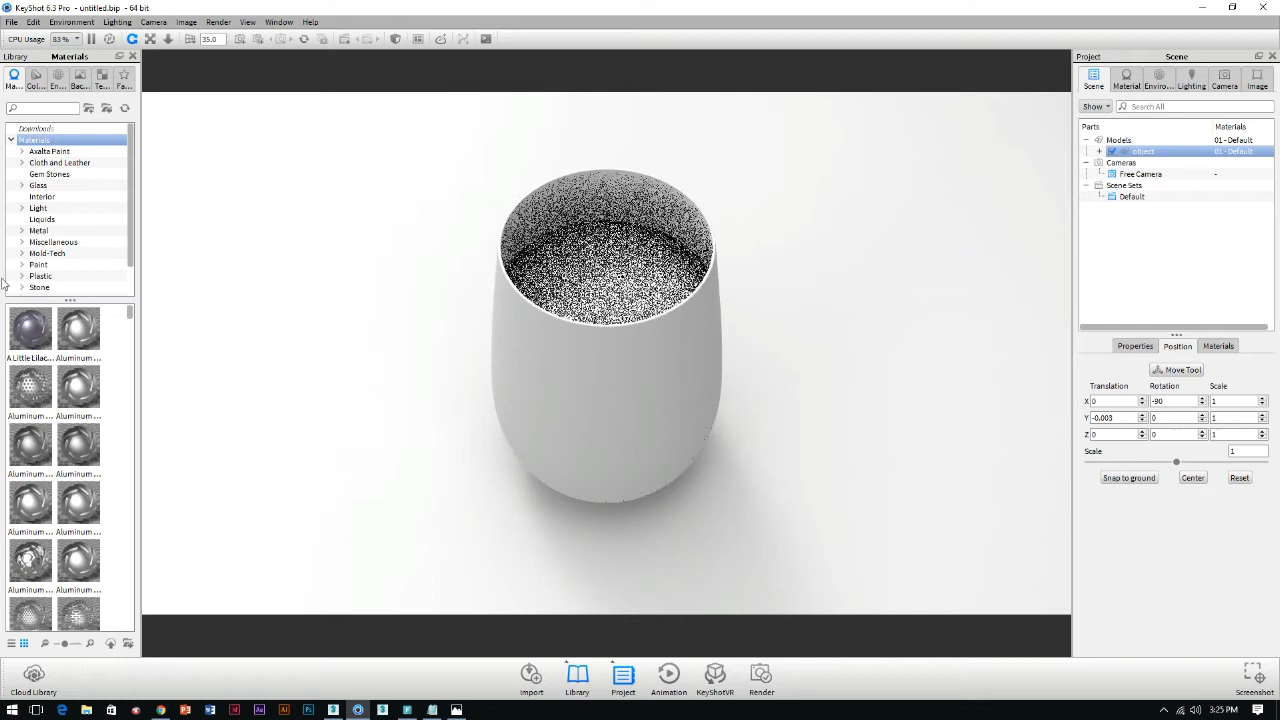 KeyShot 6.3 Pro - untitled.bip - 64 bit
File Edit Environment Lighting Camera Image Render View Window Help
CPU Usage 83 % 35.0
Library Materials
Project Scene
Ma... Col... En... Bac... Te... Fa...
Scene Material Enviro... Lighting Camera Image
Show Search All
Downloads
Materials
Axalta Paint
Cloth and Leather
Gem Stones
Glass
Interior
Light
Liquids
Metal
Miscellaneous
Mold-Tech
Paint
Plastic
Stone
A Little Lilac... Aluminum ...
Aluminum ... Aluminum ...
Aluminum ... Aluminum ...
Aluminum ... Aluminum ...
Aluminum ... Aluminum ...
Parts Materials
Models 01 - Default
object 01 - Default
Cameras
Free Camera -
Scene Sets
Default
Properties Position Materials
Move Tool
Translation Rotation Scale
X 0 -90 1
Y -0.003 0 1
Z 0 0 1
Scale 1
Snap to ground Center Reset
Cloud Library Import Library Project Animation KeyShotVR Render Screenshot
3:25 PM